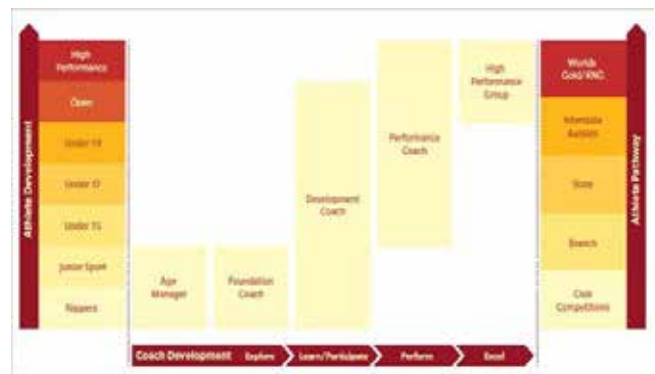 Athlete Development
High
Performance
Open
Under 19
Under 17
Under 15
Junior Sport
Nippers
Age
Manager
Foundation
Coach
Development
Coach
Performance
Coach
High
Performance
Group
Coach Development
Explore
Learn/Participate
Perform
Excel
Worlds
Interstate
Aussies
State
Branch
Club
Competitions
Athlete Pathway